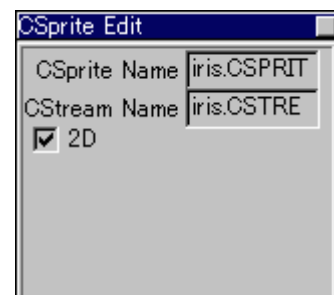 CSprite Edit
CSprite Name iris.CSPRIT
CStream Name iris.CSTRE
2D